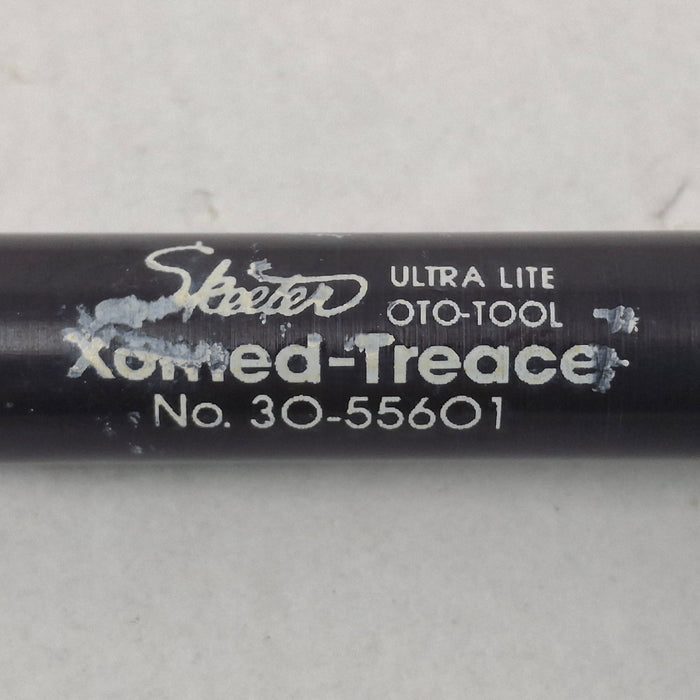 Skeeter ULTRA LITE
OTO-TOOL
Xomed-Treace
No. 30-55601